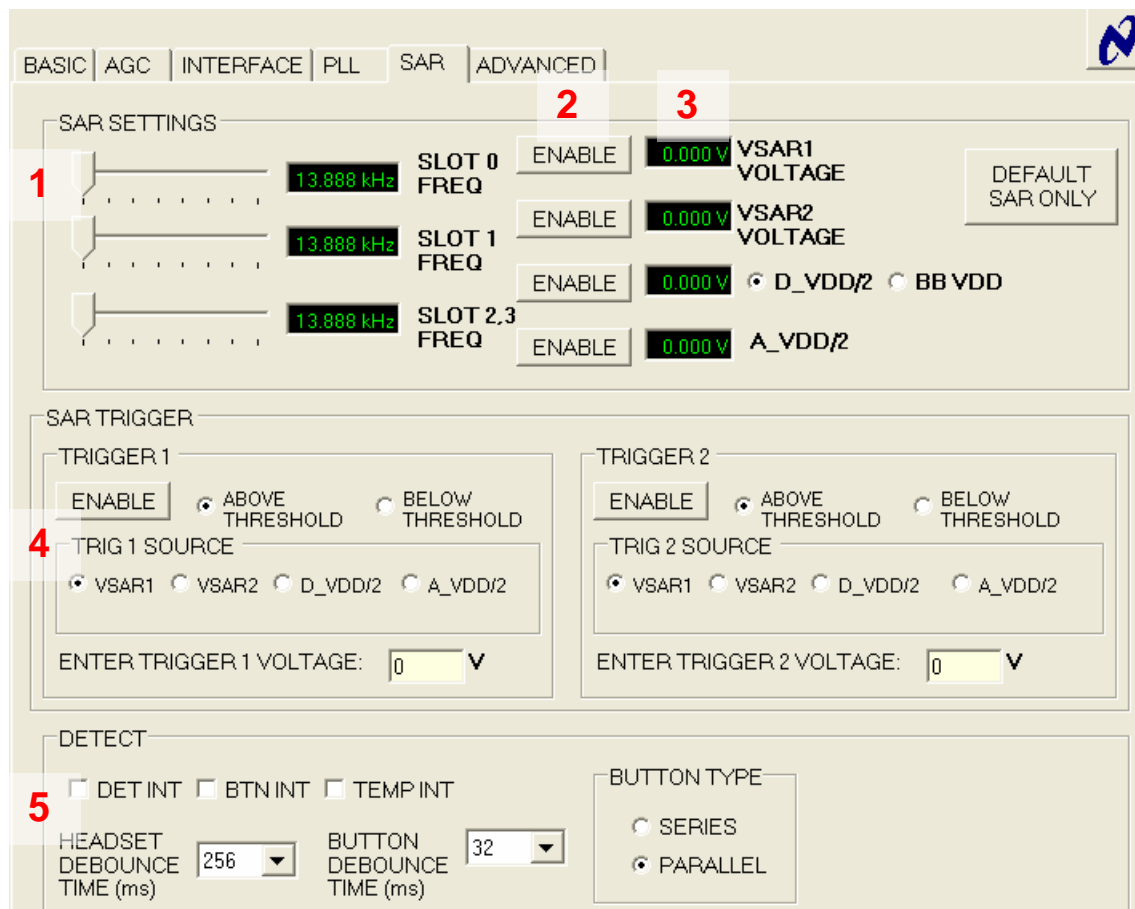 BASIC AGC INTERFACE PLL SAR ADVANCED
2 3
SAR SETTINGS
1
13.888 kHz SLOT 0 FREQ
13.888 kHz SLOT 1 FREQ
13.888 kHz SLOT 2,3 FREQ
ENABLE 0.000 V VSAR1 VOLTAGE
ENABLE 0.000 V VSAR2 VOLTAGE
ENABLE 0.000 V D_VDD/2 BB VDD
ENABLE 0.000 V A_VDD/2
DEFAULT SAR ONLY
SAR TRIGGER
4
TRIGGER 1
ENABLE ABOVE THRESHOLD BELOW THRESHOLD
TRIG 1 SOURCE
VSAR1 VSAR2 D_VDD/2 A_VDD/2
ENTER TRIGGER 1 VOLTAGE: 0 V
TRIGGER 2
ENABLE ABOVE THRESHOLD BELOW THRESHOLD
TRIG 2 SOURCE
VSAR1 VSAR2 D_VDD/2 A_VDD/2
ENTER TRIGGER 2 VOLTAGE: 0 V
DETECT
5
DET INT BTN INT TEMP INT
HEADSET DEBOUNCE TIME (ms) 256
BUTTON DEBOUNCE TIME (ms) 32
BUTTON TYPE
SERIES
PARALLEL